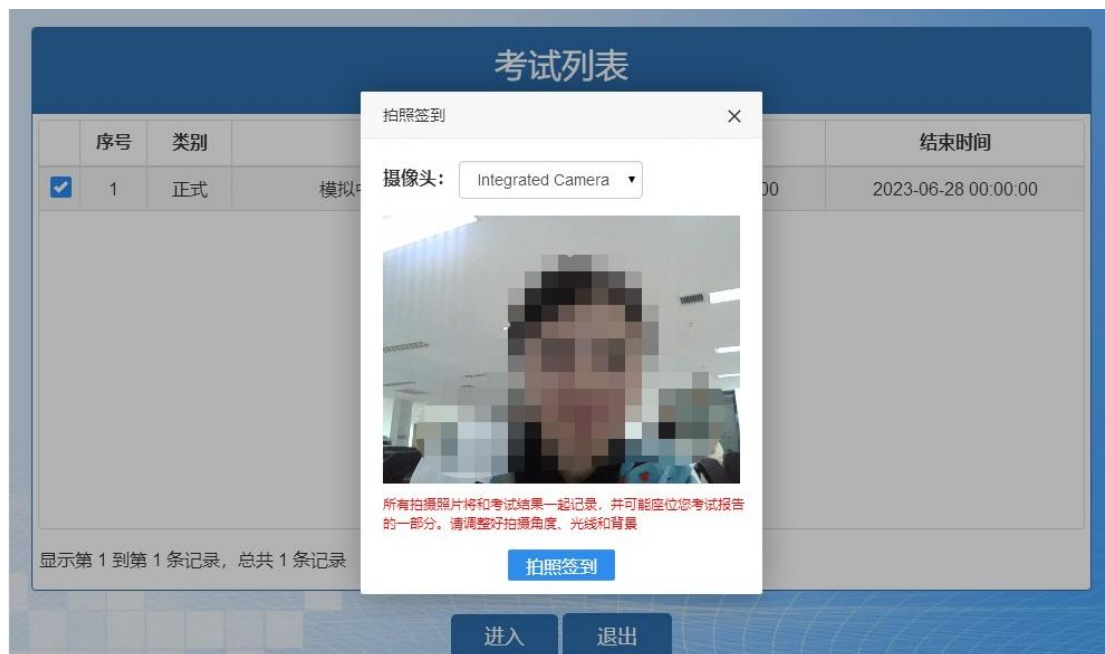 考试列表
拍照签到
×
序号 类别 结束时间
摄像头： Integrated Camera
1 正式 模拟 00 2023-06-28 00:00:00
所有拍摄照片将和考试结果一起记录，并可能座位您考试报告
的一部分。请调整好拍摄角度、光线和背景
显示第 1 到第 1 条记录，总共 1 条记录
拍照签到
进入 退出